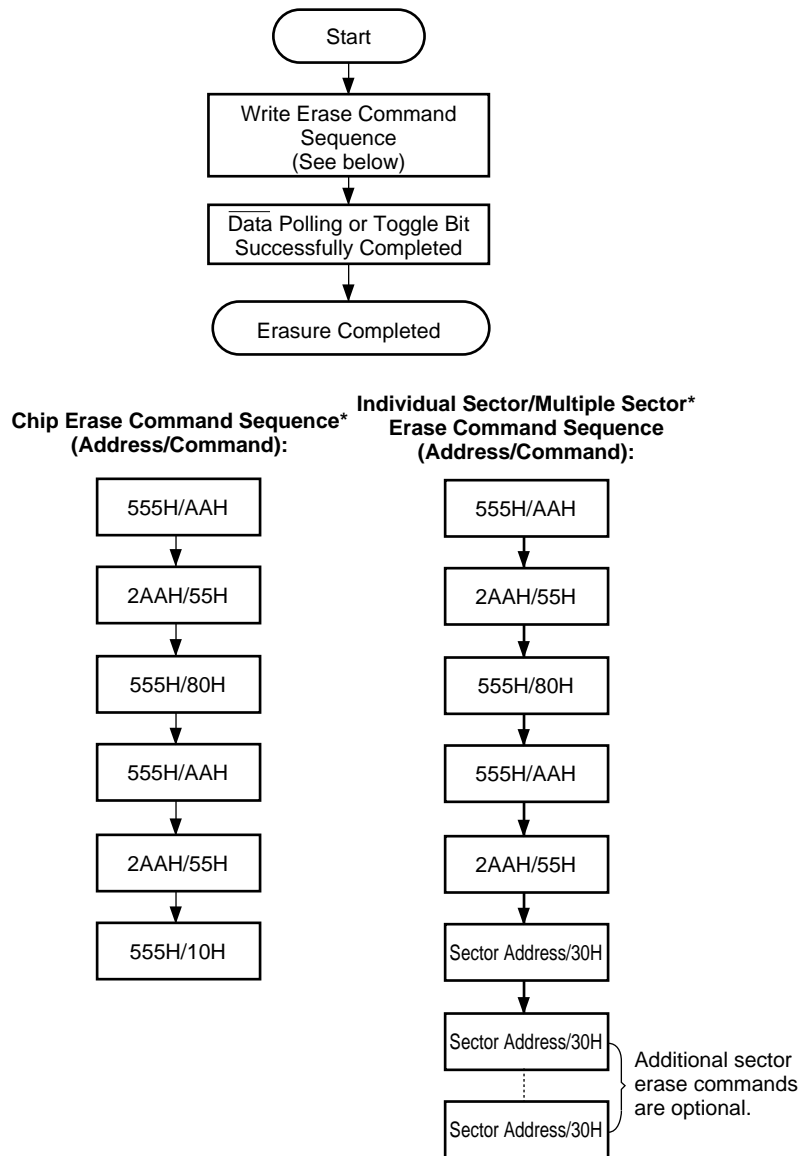 Start
Write Erase Command
Sequence
(See below)
Data Polling or Toggle Bit
Successfully Completed
Erasure Completed
Chip Erase Command Sequence*
(Address/Command):
555H/AAH
2AAH/55H
555H/80H
555H/AAH
2AAH/55H
555H/10H
Individual Sector/Multiple Sector*
Erase Command Sequence
(Address/Command):
555H/AAH
2AAH/55H
555H/80H
555H/AAH
2AAH/55H
Sector Address/30H
Sector Address/30H
Sector Address/30H
Additional sector
erase commands
are optional.